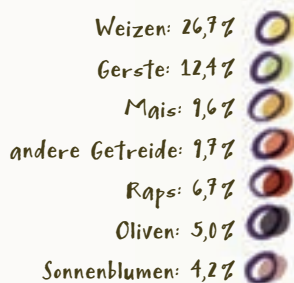 Weizen: 26,7%
Gerste: 12,4%
Mais: 9,6%
andere Getreide: 9,7%
Raps: 6,7%
Oliven: 5,0%
Sonnenblumen: 4,2%